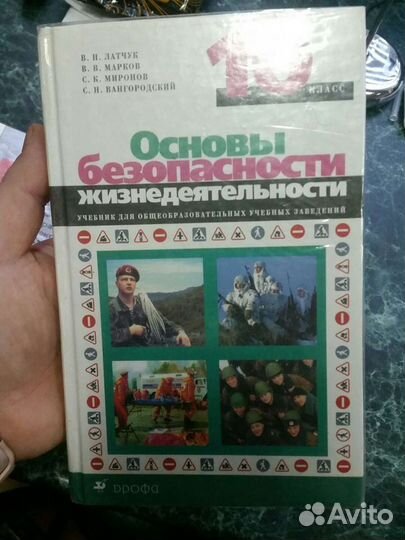 В. Н. ЛАТЧУК
В. В. МАРКОВ
С. К. МИРОНОВ
С. Н. ВАНГОРОДСКИЙ
10
КЛАСС
Основы
безопасности
жизнедеятельности
УЧЕБНИК ДЛЯ ОБЩЕОБРАЗОВАТЕЛЬНЫХ УЧЕБНЫХ ЗАВЕДЕНИЙ
дрофа
Avito